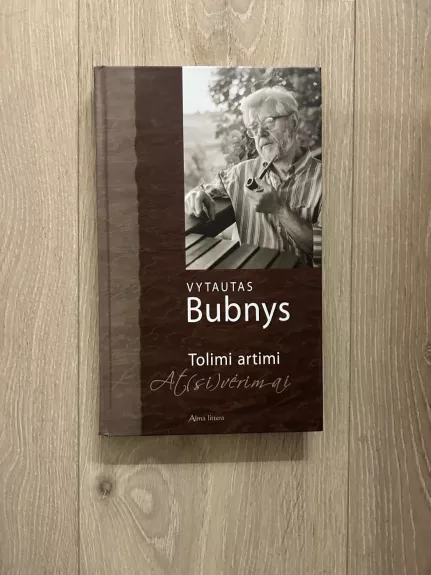 VYTAUTAS
Bubnys
Tolimi artimi
At(si)vėrimai
Alma littera